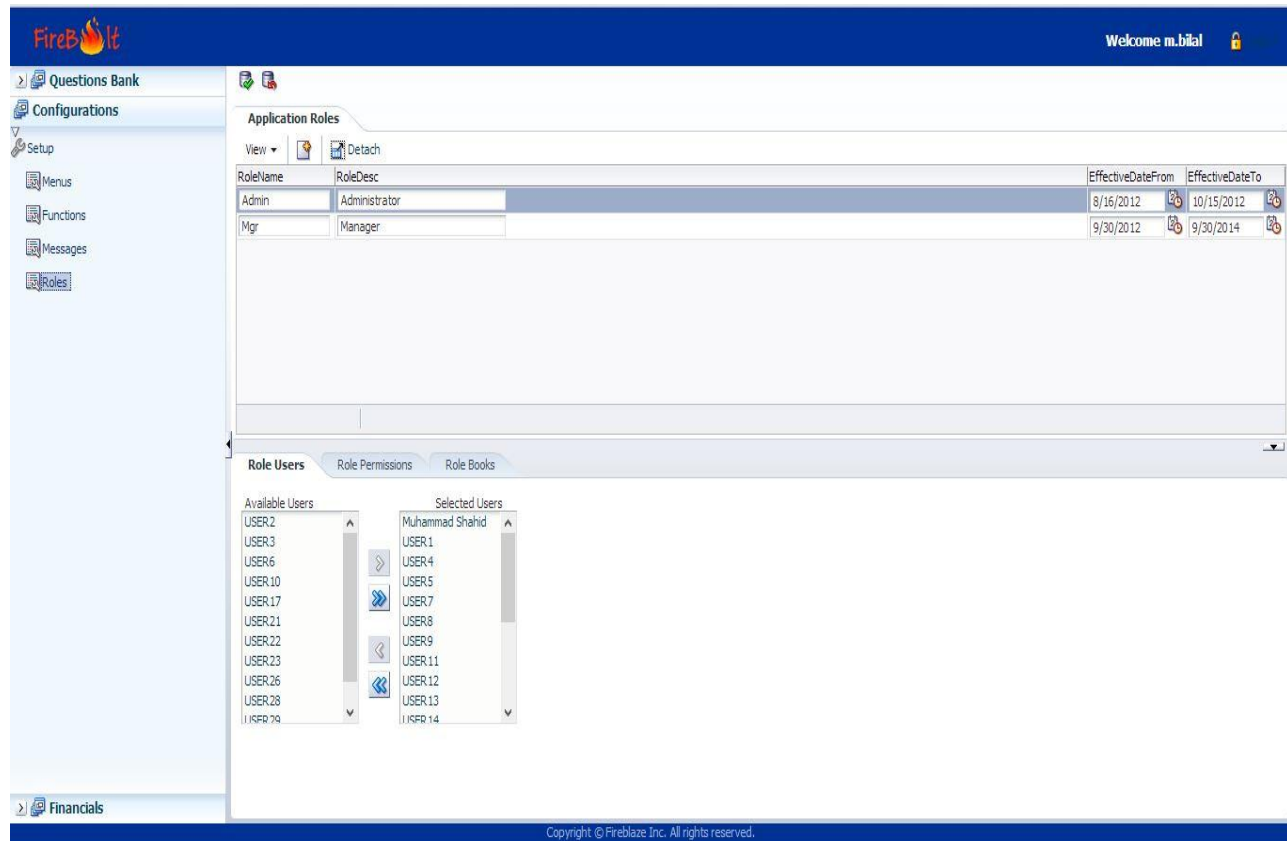 FireBolt
Welcome m.bilal
Questions Bank
Configurations
Setup
Menus
Functions
Messages
Roles
Financials
Application Roles
View
Detach
RoleName RoleDesc EffectiveDateFrom EffectiveDateTo
Admin Administrator 8/16/2012 10/15/2012
Mgr Manager 9/30/2012 9/30/2014
Role Users Role Permissions Role Books
Available Users
USER2
USER3
USER6
USER10
USER17
USER21
USER22
USER23
USER26
USER28
USER29
Selected Users
Muhammad Shahid
USER1
USER4
USER5
USER7
USER8
USER9
USER11
USER12
USER13
USER14
Copyright © Fireblaze Inc. All rights reserved.